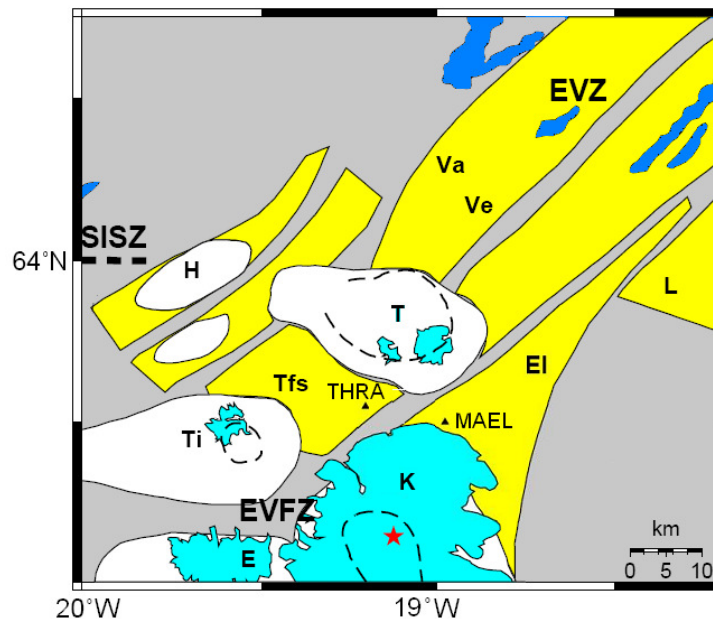 EVZ
Va
Ve
SISZ
64°N
H
L
T
El
Tfs
THRA
MAEL
Ti
K
EVFZ
E
km
0 5 10
20°W
19°W